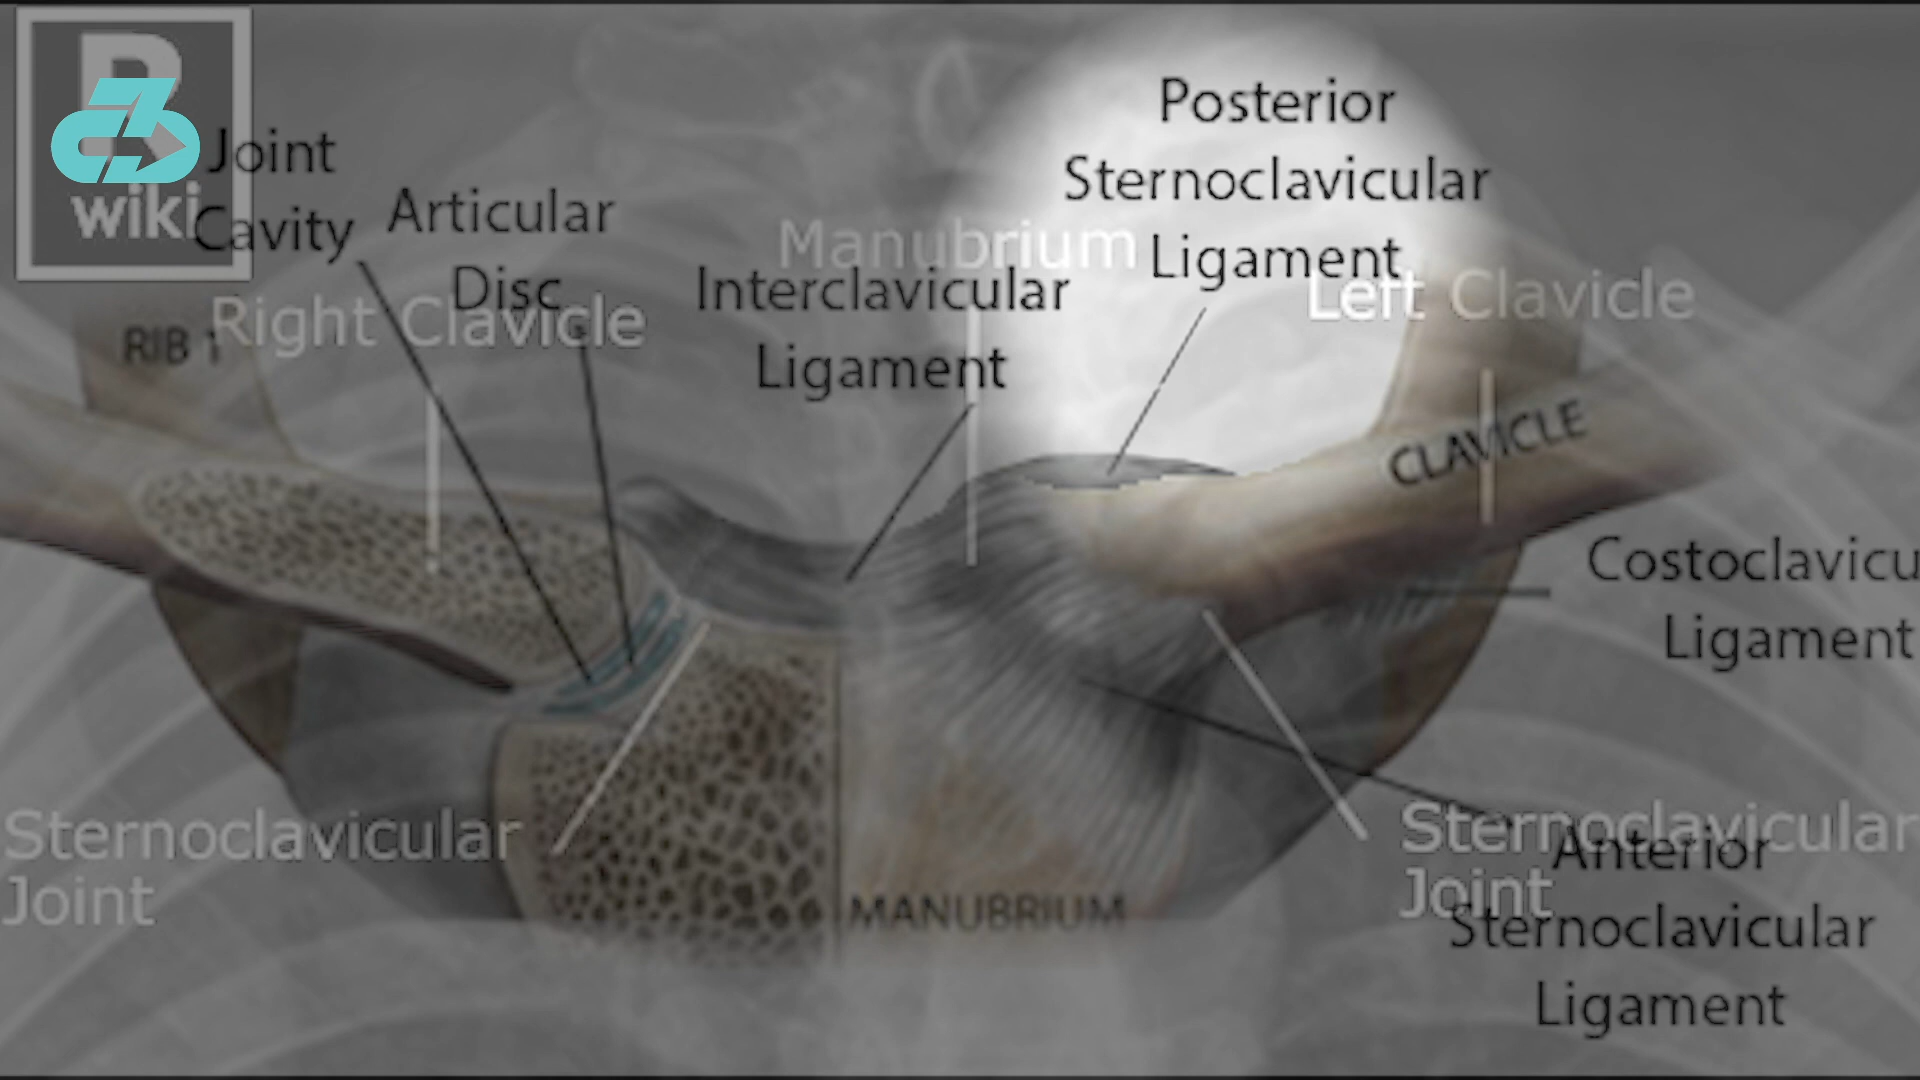 R
wiki
Joint
Cavity
Articular
Disc
Right Clavicle
RIB 1
Manubrium
Interclavicular
Ligament
Posterior
Sternoclavicular
Ligament
Left Clavicle
CLAVICLE
Costoclavicu
Ligament
Sternoclavicular
Joint
MANUBRIUM
Sternoclavicular
Joint
Anterior
Sternoclavicular
Ligament